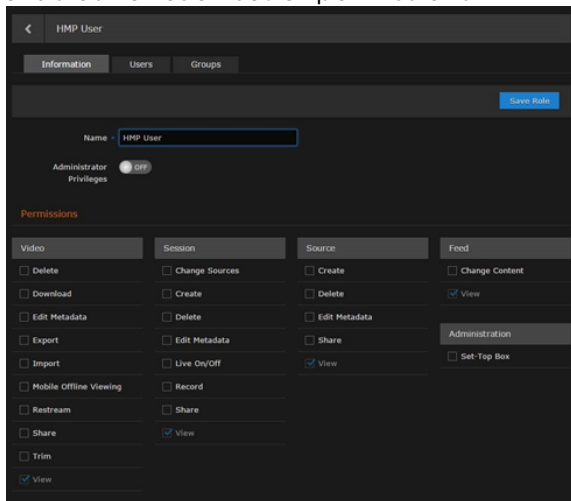 HMP User
Information Users Groups
Save Role
Name HMP User
Administrator Privileges OFF
Permissions
Video
Delete
Download
Edit Metadata
Export
Import
Mobile Offline Viewing
Restream
Share
Trim
View
Session
Change Sources
Create
Delete
Edit Metadata
Live On/Off
Record
Share
View
Source
Create
Delete
Edit Metadata
Share
View
Feed
Change Content
View
Administration
Set-Top Box